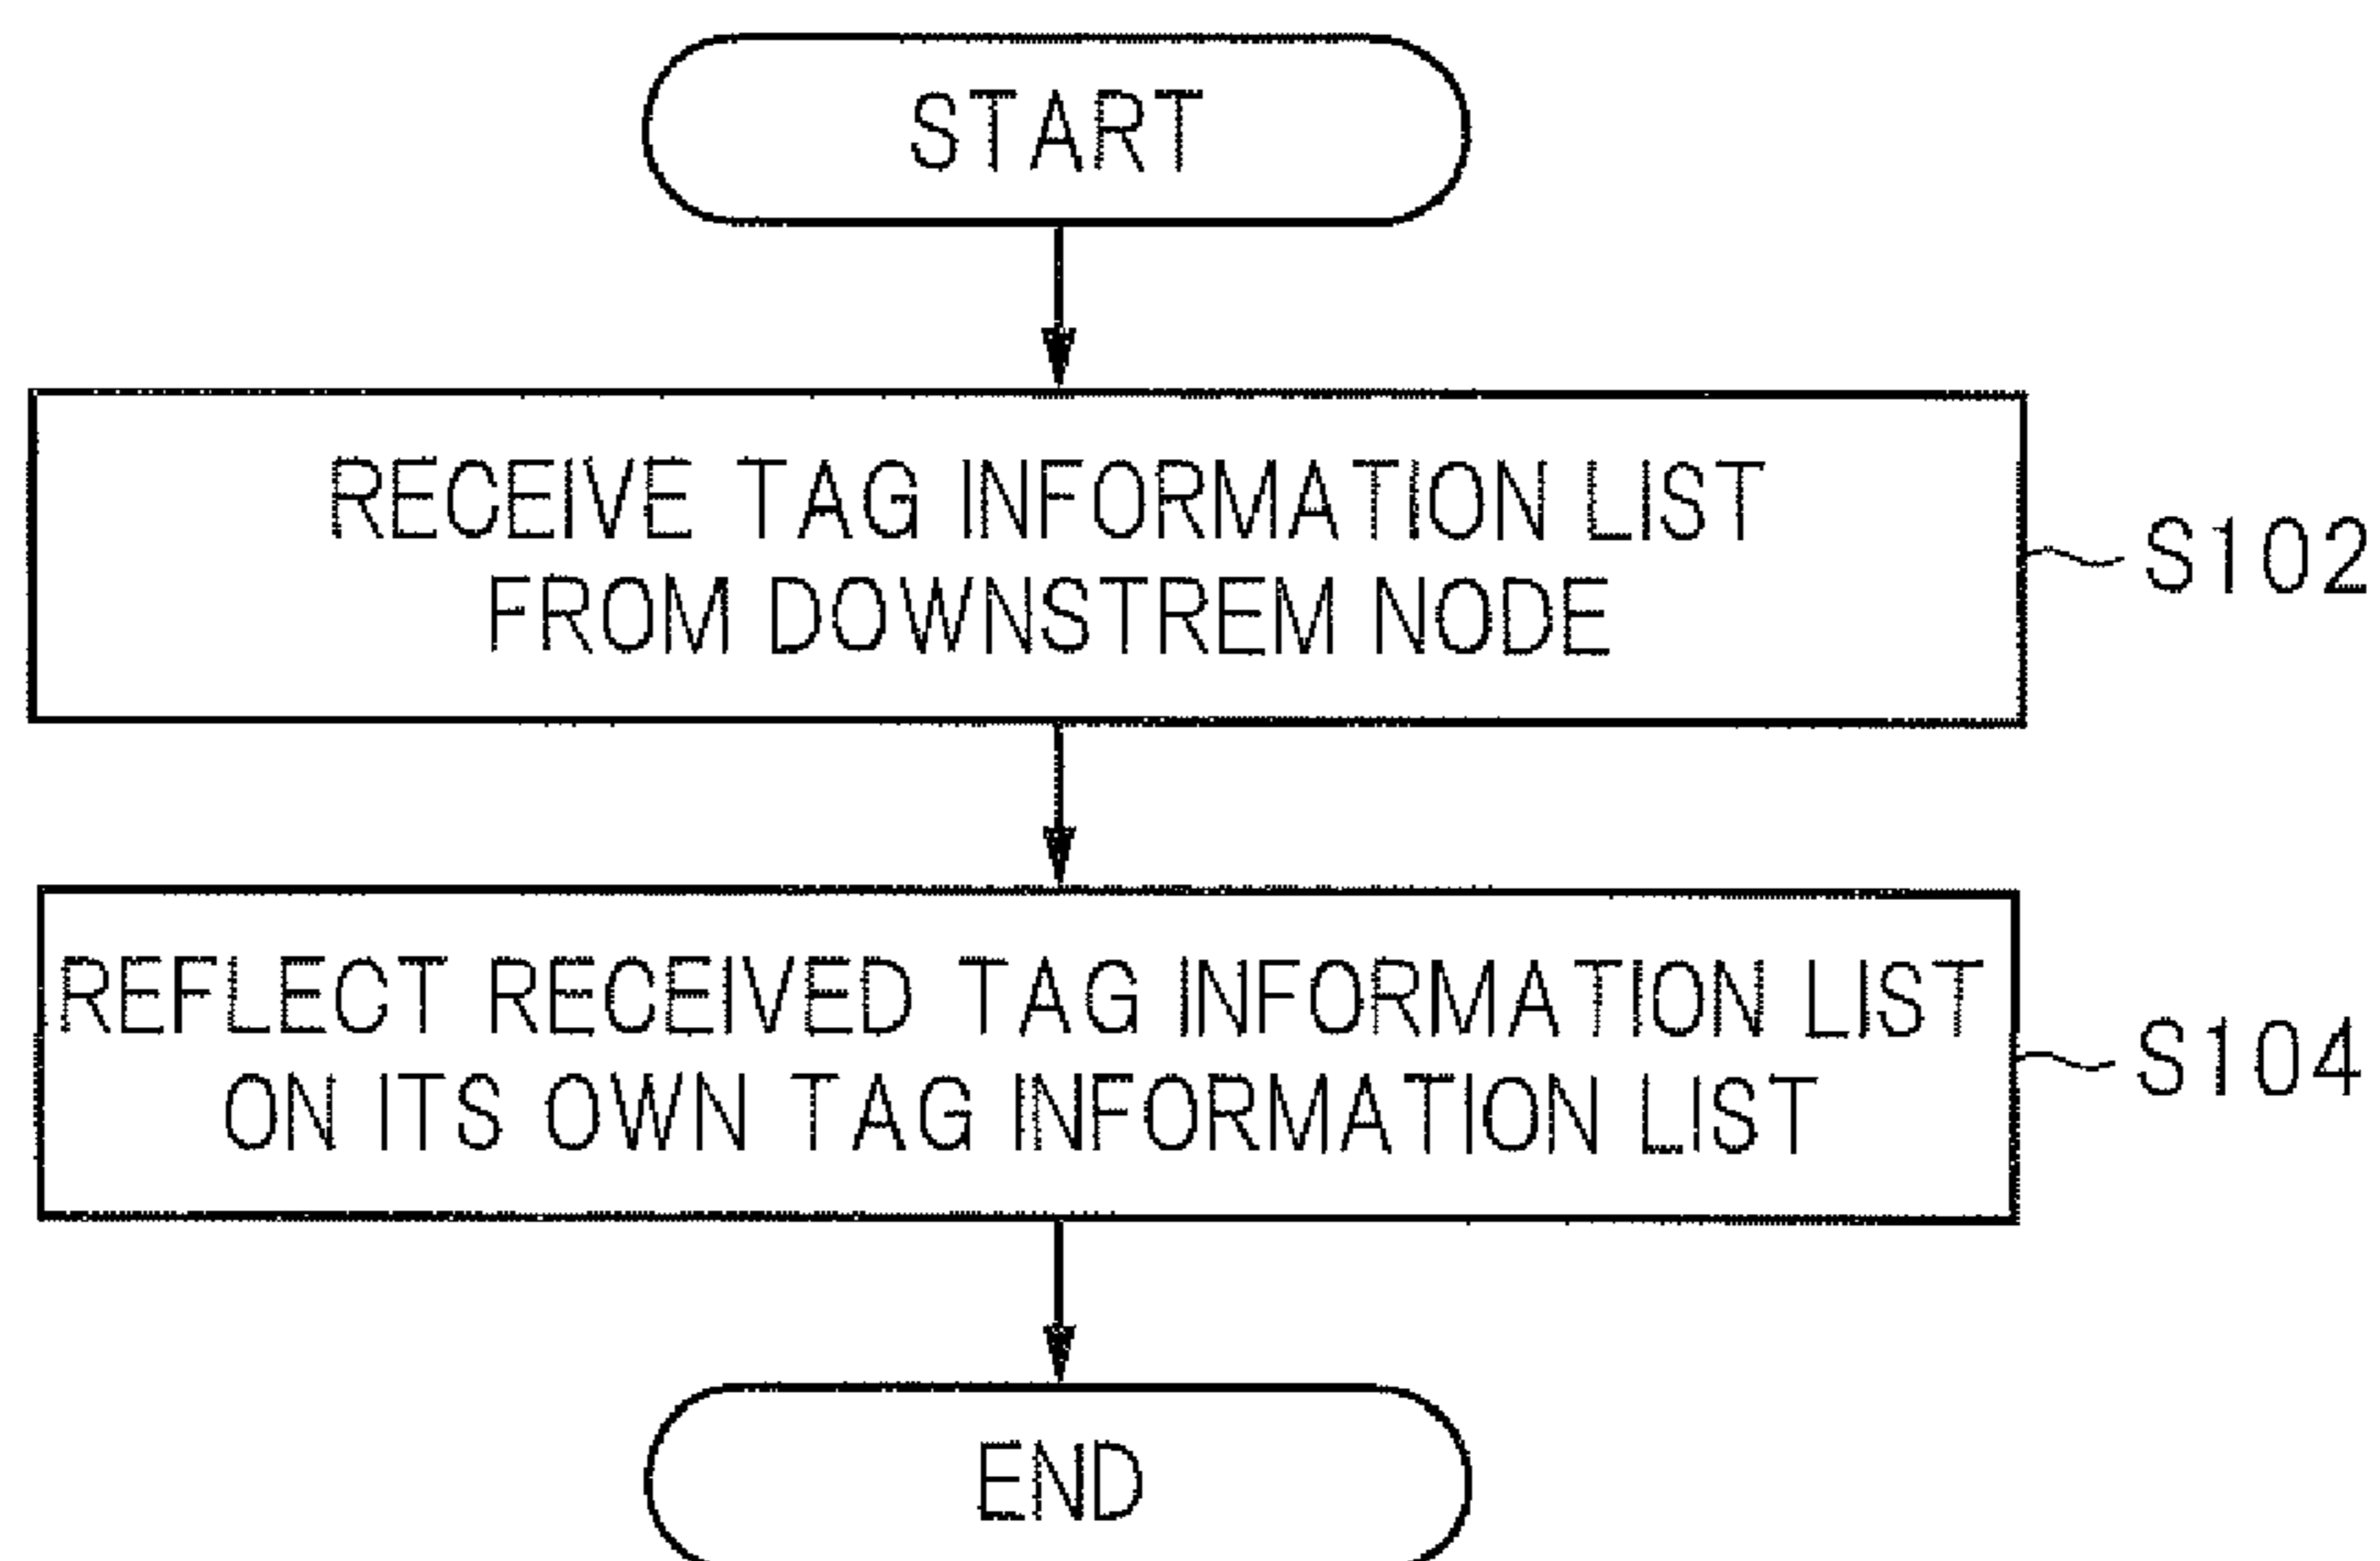 START
RECEIVE TAG INFORMATION LIST
FROM DOWNSTREM NODE
S102
REFLECT RECEIVED TAG INFORMATION LIST
ON ITS OWN TAG INFORMATION LIST
S104
END